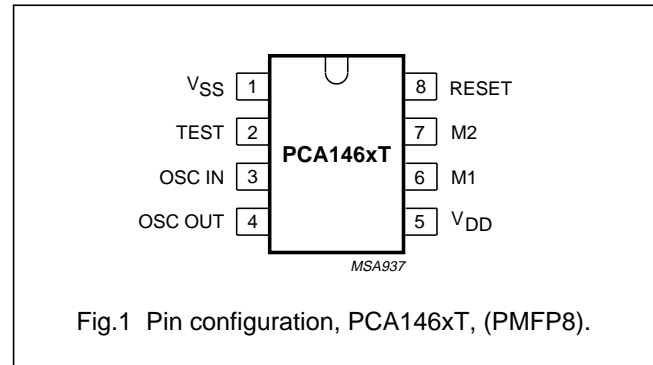 VSS 1 8 RESET
TEST 2 7 M2
PCA146xT
OSC IN 3 6 M1
OSC OUT 4 5 VDD
MSA937
Fig.1 Pin configuration, PCA146xT, (PMFP8).